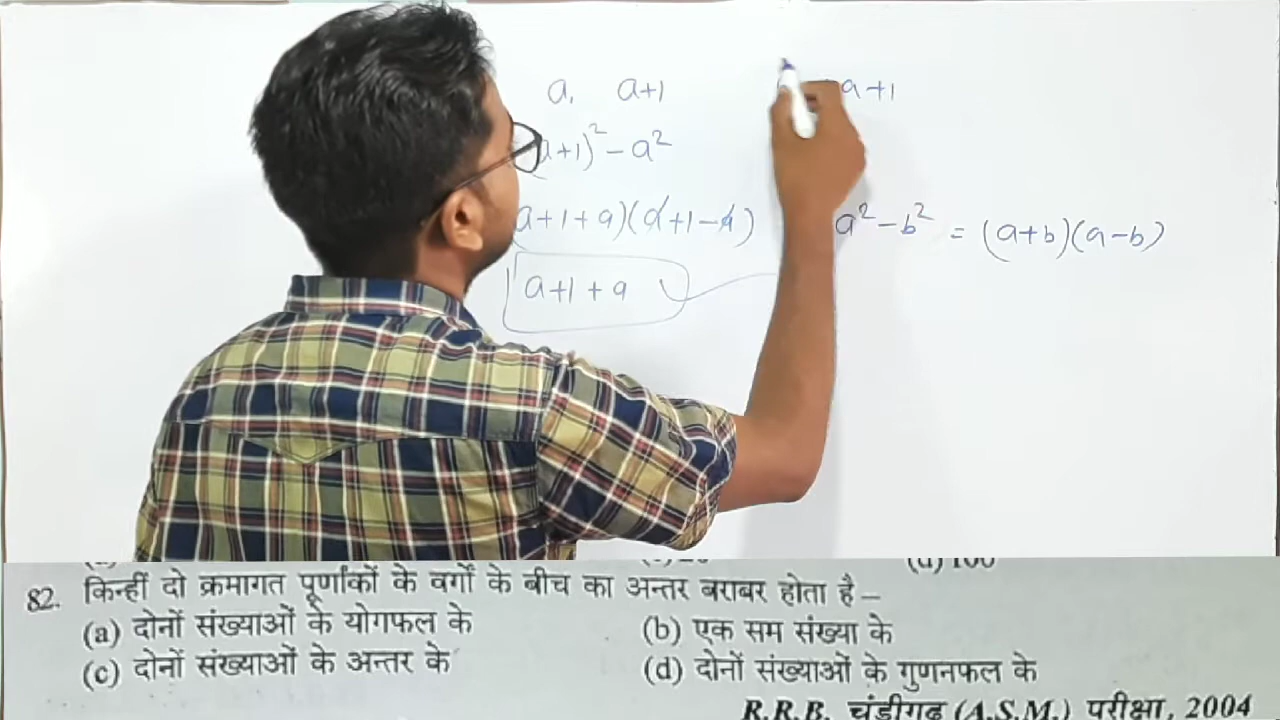 a, a+1
a+1
a+1)² - a²
a+1+a)(a+1-a)
a² - b² = (a+b)(a-b)
a+1+a
(d) 100
82. किन्हीं दो क्रमागत पूर्णांकों के वर्गों के बीच का अन्तर बराबर होता है –
(a) दोनों संख्याओं के योगफल के
(b) एक सम संख्या के
(c) दोनों संख्याओं के अन्तर के
(d) दोनों संख्याओं के गुणनफल के
R.R.B. चंडीगढ़ (A.S.M.) परीक्षा, 2004